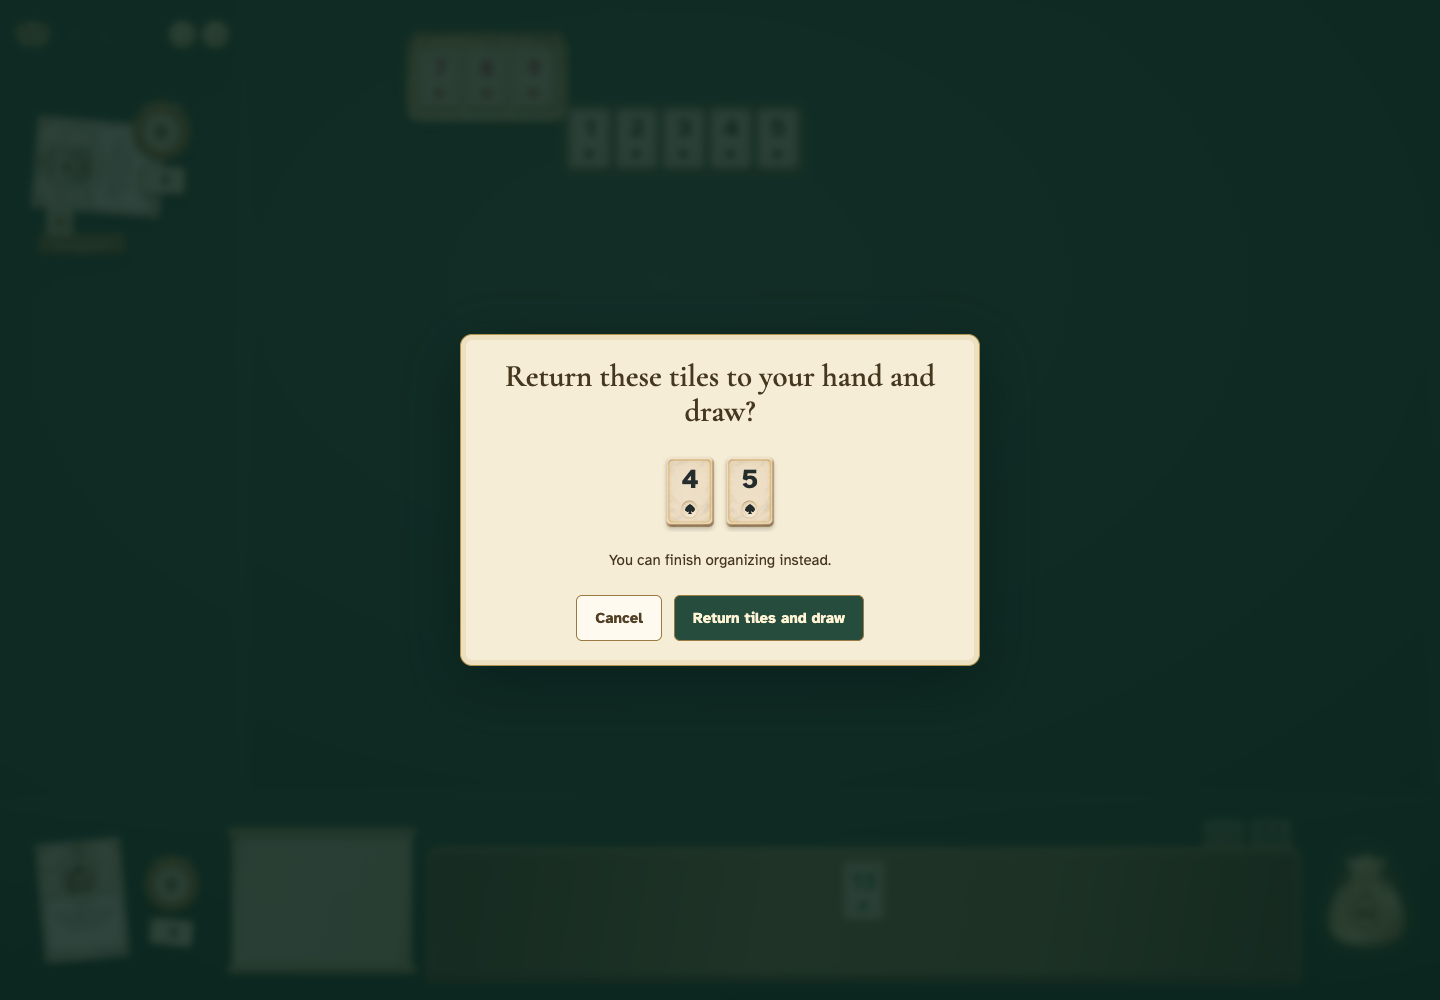 Return these tiles to your hand and
draw?
4 5
You can finish organizing instead.
Cancel Return tiles and draw